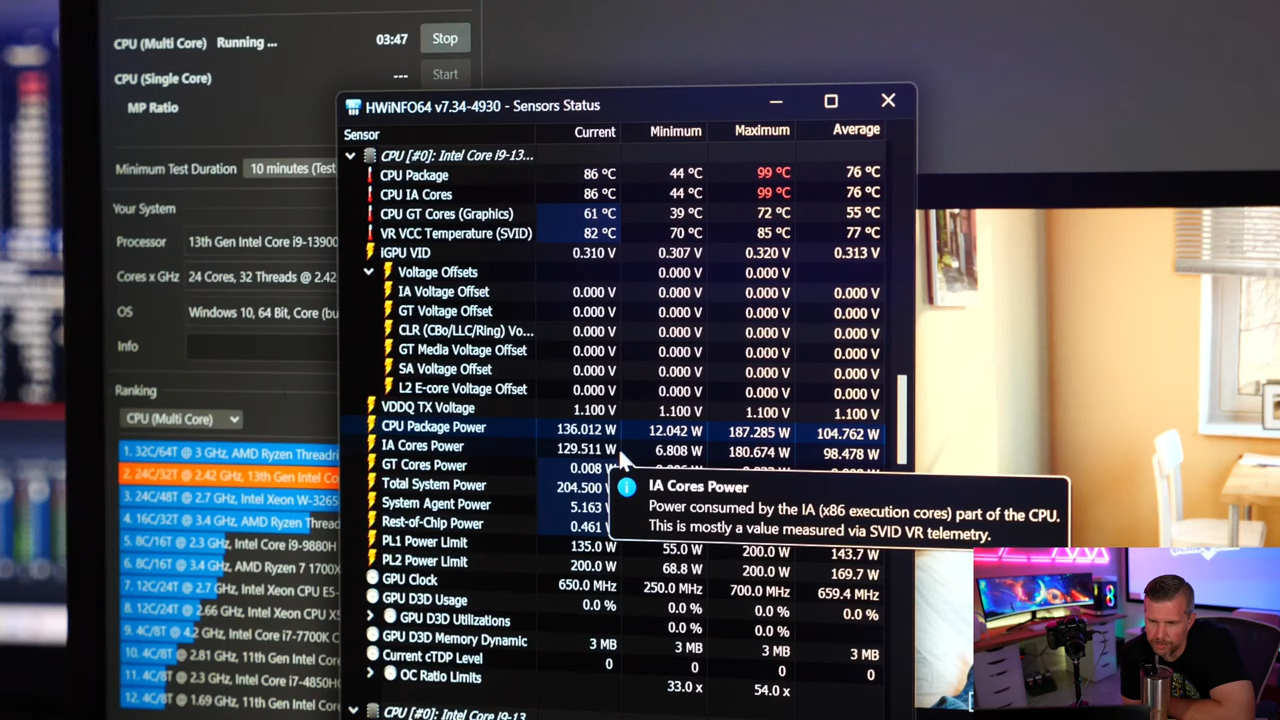 CPU (Multi Core) Running ... 03:47 Stop
CPU (Single Core) --- Start
MP Ratio
Minimum Test Duration 10 minutes (Test
Your System
Processor 13th Gen Intel Core i9-13900
Cores x GHz 24 Cores, 32 Threads @ 2.42
OS Windows 10, 64 Bit, Core (bu
Info
Ranking
CPU (Multi Core)
1. 32C/64T @ 3 GHz, AMD Ryzen Threadri
2. 24C/32T @ 2.42 GHz, 13th Gen Intel Co
3. 24C/48T @ 2.7 GHz, Intel Xeon W-3265
4. 16C/32T @ 3.4 GHz, AMD Ryzen Thread
5. 8C/16T @ 2.3 GHz, Intel Core i9-9880H
6. 8C/16T @ 3.4 GHz, AMD Ryzen 7 1700X
7. 12C/24T @ 2.7 GHz, Intel Xeon CPU E5-
8. 12C/24T @ 2.66 GHz, Intel Xeon CPU X5
9. 4C/8T @ 4.2 GHz, Intel Core i7-7700K
10. 4C/8T @ 2.81 GHz, 11th Gen Intel Co
11. 4C/8T @ 2.3 GHz, Intel Core i7-4850H
12. 4C/8T @ 1.69 GHz, 11th Gen Intel Cor
HWiNFO64 v7.34-4930 - Sensors Status
Sensor Current Minimum Maximum Average
CPU [#0]: Intel Core i9-13...
CPU Package 86 °C 44 °C 99 °C 76 °C
CPU IA Cores 86 °C 44 °C 99 °C 76 °C
CPU GT Cores (Graphics) 61 °C 39 °C 72 °C 55 °C
VR VCC Temperature (SVID) 82 °C 70 °C 85 °C 77 °C
iGPU VID 0.310 V 0.307 V 0.320 V 0.313 V
Voltage Offsets 0.000 V 0.000 V
IA Voltage Offset 0.000 V 0.000 V 0.000 V 0.000 V
GT Voltage Offset 0.000 V 0.000 V 0.000 V 0.000 V
CLR (CBo/LLC/Ring) Vo... 0.000 V 0.000 V 0.000 V 0.000 V
GT Media Voltage Offset 0.000 V 0.000 V 0.000 V 0.000 V
SA Voltage Offset 0.000 V 0.000 V 0.000 V 0.000 V
L2 E-core Voltage Offset 0.000 V 0.000 V 0.000 V 0.000 V
VDDQ TX Voltage 1.100 V 1.100 V 1.100 V 1.100 V
CPU Package Power 136.012 W 12.042 W 187.285 W 104.762 W
IA Cores Power 129.511 W 6.808 W 180.674 W 98.478 W
GT Cores Power 0.008
Total System Power 204.500
System Agent Power 5.163
Rest-of-Chip Power 0.461
PL1 Power Limit 135.0 W 55.0 W 200.0 W 143.7 W
PL2 Power Limit 200.0 W 68.8 W 200.0 W 169.7 W
GPU Clock 650.0 MHz 250.0 MHz 700.0 MHz 659.4 MHz
GPU D3D Usage 0.0 % 0.0 % 0.0 % 0.0 %
GPU D3D Utilizations 0.0 % 0.0 %
GPU D3D Memory Dynamic 3 MB 3 MB 3 MB 3 MB
Current cTDP Level 0 0 0 0
OC Ratio Limits 33.0 x 54.0 x
CPU [#0]: Intel Core i9-13
IA Cores Power
Power consumed by the IA (x86 execution cores) part of the CPU.
This is mostly a value measured via SVID VR telemetry.